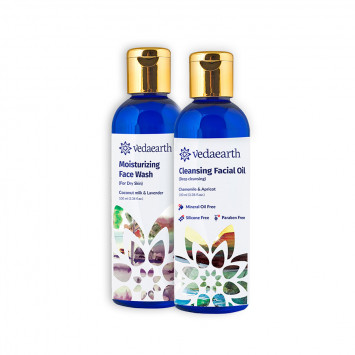 vedaearth
Moisturizing
Face Wash
(For Dry Skin)
Coconut milk & Lavender
vedaearth
Cleansing Facial Oil
(Deep cleansing)
Chamomile & Apricot
Mineral Oil Free
Silicone Free
Paraben Free